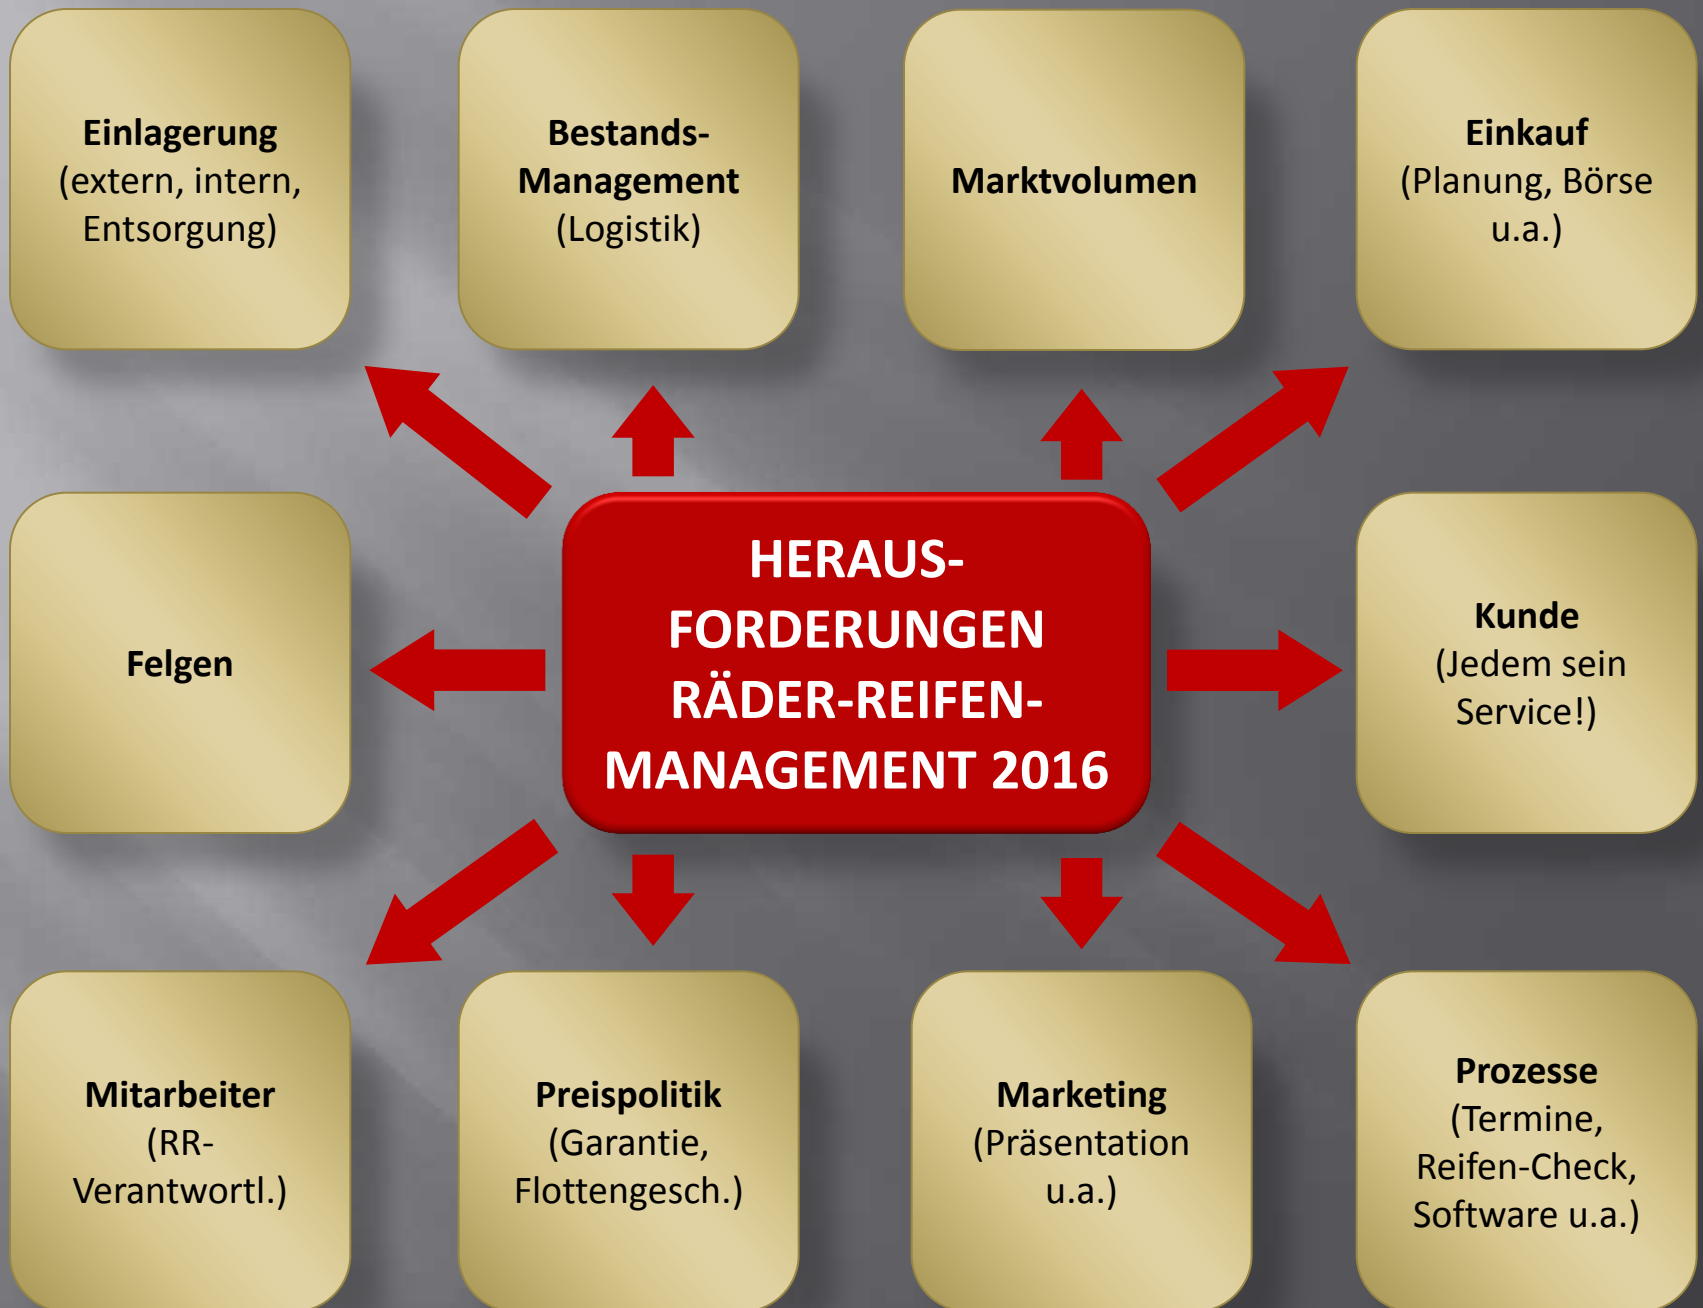 Einlagerung
(extern, intern,
Entsorgung)
Bestands-
Management
(Logistik)
Marktvolumen
Einkauf
(Planung, Börse
u.a.)
Felgen
HERAUS-
FORDERUNGEN
RÄDER-REIFEN-
MANAGEMENT 2016
Kunde
(Jedem sein
Service!)
Mitarbeiter
(RR-
Verantwortl.)
Preispolitik
(Garantie,
Flottengesch.)
Marketing
(Präsentation
u.a.)
Prozesse
(Termine,
Reifen-Check,
Software u.a.)